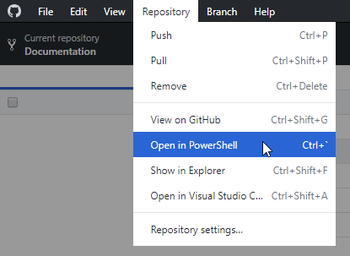 File Edit View Repository Branch Help
Current repository
Documentation
Push Ctrl+P
Pull Ctrl+Shift+P
Remove Ctrl+Delete
View on GitHub Ctrl+Shift+G
Open in PowerShell Ctrl+`
Show in Explorer Ctrl+Shift+F
Open in Visual Studio C... Ctrl+Shift+A
Repository settings...